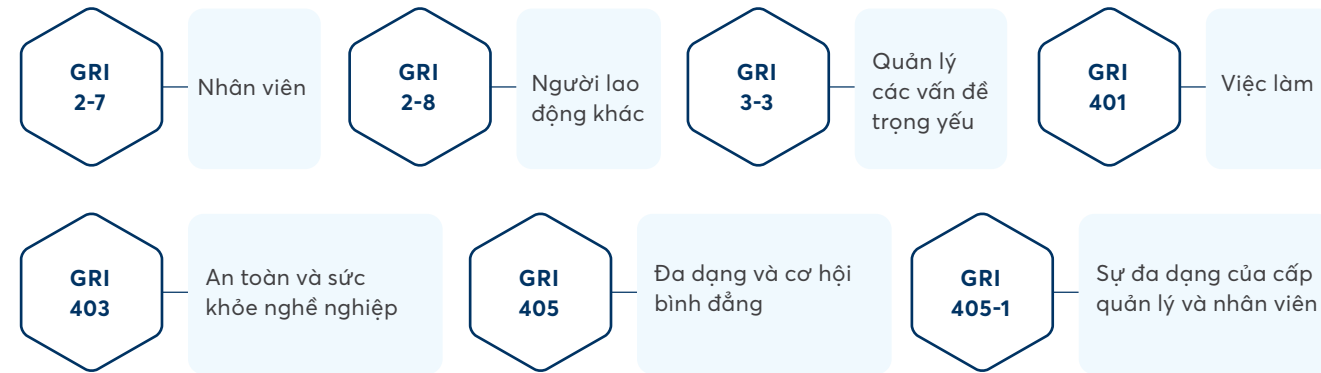 GRI
2-7
Nhân viên
GRI
2-8
Người lao
động khác
GRI
3-3
Quản lý
các vấn đề
trọng yếu
GRI
401
Việc làm
GRI
403
An toàn và sức
khỏe nghề nghiệp
GRI
405
Đa dạng và cơ hội
bình đẳng
GRI
405-1
Sự đa dạng của cấp
quản lý và nhân viên